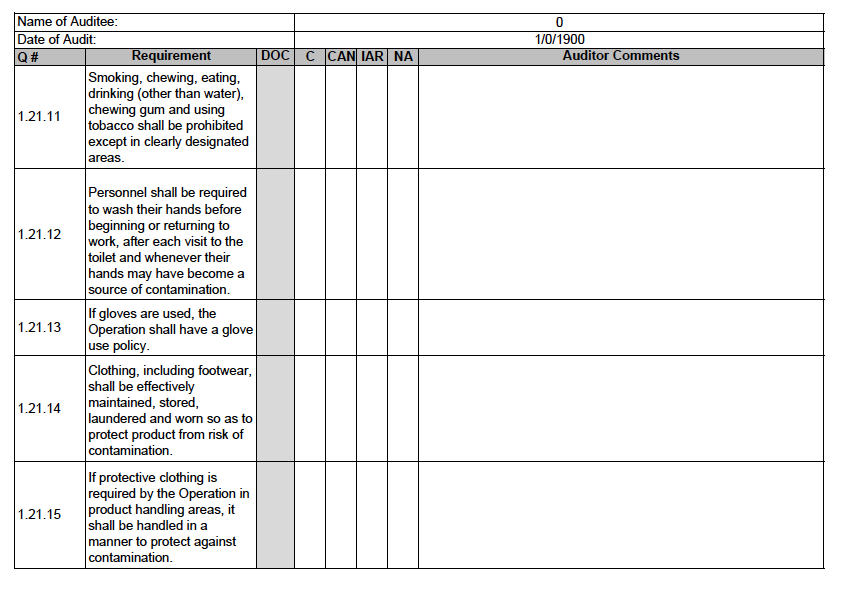 Name of Auditee: 0
Date of Audit: 1/0/1900
Q # Requirement DOC C CAN IAR NA Auditor Comments
1.21.11
Smoking, chewing, eating,
drinking (other than water),
chewing gum and using
tobacco shall be prohibited
except in clearly designated
areas.
1.21.12
Personnel shall be required
to wash their hands before
beginning or returning to
work, after each visit to the
toilet and whenever their
hands may have become a
source of contamination.
1.21.13
If gloves are used, the
Operation shall have a glove
use policy.
1.21.14
Clothing, including footwear,
shall be effectively
maintained, stored,
laundered and worn so as to
protect product from risk of
contamination.
1.21.15
If protective clothing is
required by the Operation in
product handling areas, it
shall be handled in a
manner to protect against
contamination.